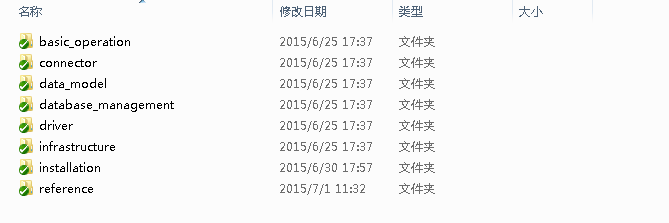 名称 修改日期 类型 大小
basic_operation 2015/6/25 17:37 文件夹
connector 2015/6/25 17:37 文件夹
data_model 2015/6/25 17:37 文件夹
database_management 2015/6/25 17:37 文件夹
driver 2015/6/25 17:37 文件夹
infrastructure 2015/6/25 17:37 文件夹
installation 2015/6/30 17:57 文件夹
reference 2015/7/1 11:32 文件夹